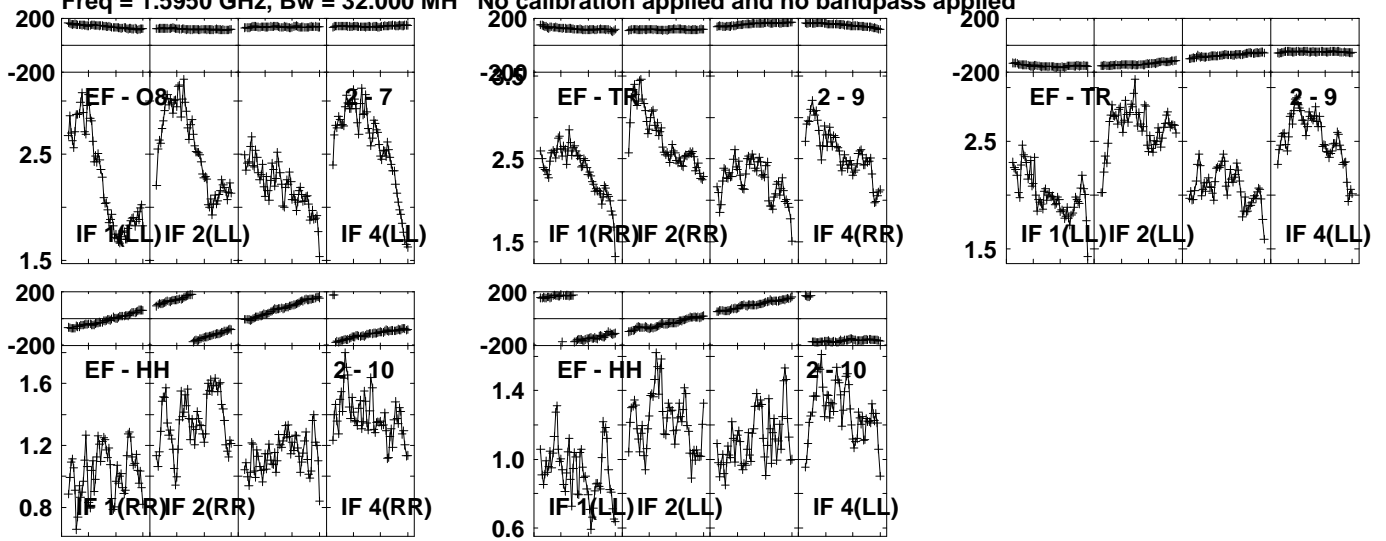 Freq = 1.5950 GHz, Bw = 32.000 MH No calibration applied and no bandpass applied
200
-200
EF - O8
2 - 7
2.5
1.5
IF 1(LL) IF 2(LL) IF 4(LL)
200
-200
3.5
EF - TR
2 - 9
2.5
1.5
IF 1(RR) IF 2(RR) IF 4(RR)
200
-200
EF - TR
2 - 9
2.5
1.5
IF 1(LL) IF 2(LL) IF 4(LL)
200
-200
EF - HH
2 - 10
1.6
1.2
0.8
IF 1(RR) IF 2(RR) IF 4(RR)
200
-200
EF - HH
2 - 10
1.4
1.0
0.6
IF 1(LL) IF 2(LL) IF 4(LL)